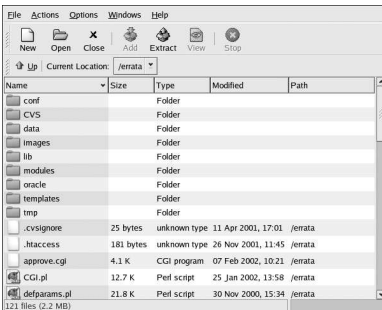 File Actions Options Windows Help
New Open Close Add Extract View Stop
Up Current Location: /errata
Name Size Type Modified Path
conf Folder
CVS Folder
data Folder
images Folder
lib Folder
modules Folder
oracle Folder
templates Folder
tmp Folder
.cvsignore 25 bytes unknown type 11 Apr 2001, 17:01 /errata
.htaccess 181 bytes unknown type 26 Nov 2001, 11:45 /errata
approve.cgi 4.1 K CGI program 07 Feb 2002, 10:21 /errata
CGI.pl 12.7 K Perl script 25 Jan 2002, 13:58 /errata
defparams.pl 21.8 K Perl script 30 Nov 2000, 15:34 /errata
121 files (2.2 MB)